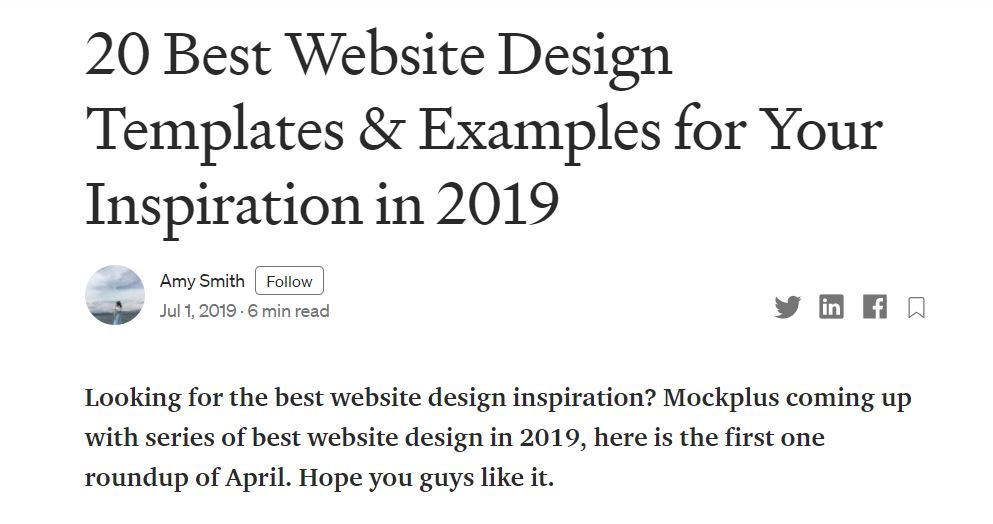 20 Best Website Design
Templates & Examples for Your
Inspiration in 2019
Amy Smith Follow
Jul 1, 2019 · 6 min read
Looking for the best website design inspiration? Mockplus coming up
with series of best website design in 2019, here is the first one
roundup of April. Hope you guys like it.